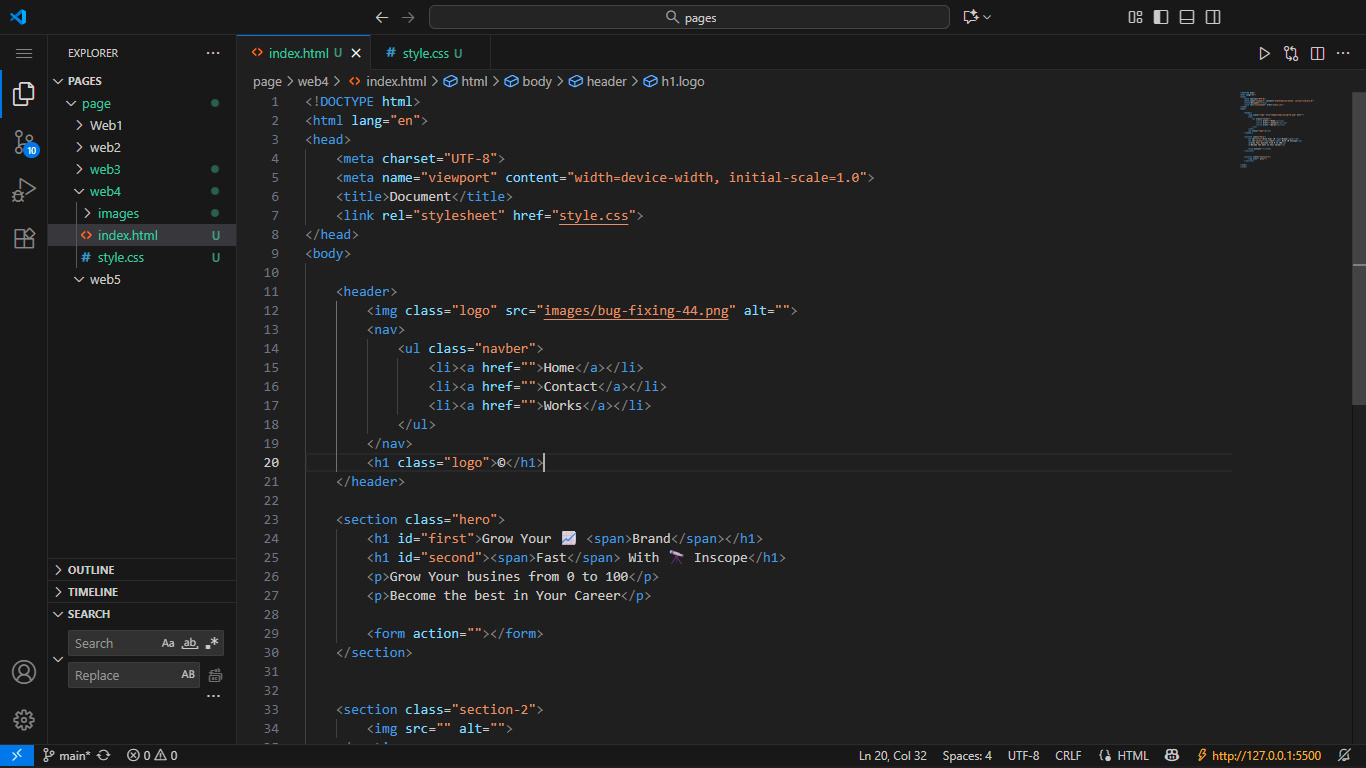 pages
EXPLORER
PAGES
page
Web1
web2
web3
web4
images
index.html U
style.css U
web5
OUTLINE
TIMELINE
SEARCH
Search Aa ab .*
Replace AB
10
index.html U
style.css U
page > web4 > index.html > html > body > header > h1.logo
1 <!DOCTYPE html>
2 <html lang="en">
3 <head>
4 <meta charset="UTF-8">
5 <meta name="viewport" content="width=device-width, initial-scale=1.0">
6 <title>Document</title>
7 <link rel="stylesheet" href="style.css">
8 </head>
9 <body>
10
11 <header>
12 <img class="logo" src="images/bug-fixing-44.png" alt="">
13 <nav>
14 <ul class="navber">
15 <li><a href="">Home</a></li>
16 <li><a href="">Contact</a></li>
17 <li><a href="">Works</a></li>
18 </ul>
19 </nav>
20 <h1 class="logo">©</h1>
21 </header>
22
23 <section class="hero">
24 <h1 id="first">Grow Your 📈 <span>Brand</span></h1>
25 <h1 id="second"><span>Fast</span> With 🔭 Inscope</h1>
26 <p>Grow Your busines from 0 to 100</p>
27 <p>Become the best in Your Career</p>
28
29 <form action=""></form>
30 </section>
31
32
33 <section class="section-2">
34 <img src="" alt="">
main* 0 0 Ln 20, Col 32 Spaces: 4 UTF-8 CRLF HTML http://127.0.0.1:5500